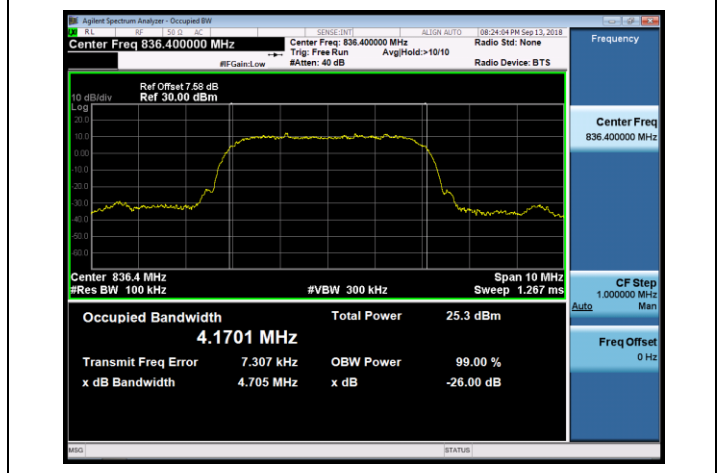 Agilent Spectrum Analyzer - Occupied BW
RL RF 50 Ω AC SENSE:INT ALIGN AUTO 08:24:04 PM Sep 13, 2018
Center Freq 836.400000 MHz
Center Freq: 836.400000 MHz
Radio Std: None
Trig: Free Run
Avg|Hold:>10/10
#IFGain:Low
#Atten: 40 dB
Radio Device: BTS
Frequency
Ref Offset 7.58 dB
10 dB/div Ref 30.00 dBm
Log
20.0
10.0
0.00
-10.0
-20.0
-30.0
-40.0
-50.0
-60.0
Center 836.4 MHz
Span 10 MHz
#Res BW 100 kHz
#VBW 300 kHz
Sweep 1.267 ms
Occupied Bandwidth
Total Power 25.3 dBm
4.1701 MHz
Transmit Freq Error 7.307 kHz
OBW Power 99.00 %
x dB Bandwidth 4.705 MHz
x dB -26.00 dB
Center Freq
836.400000 MHz
CF Step
1.000000 MHz
Auto Man
Freq Offset
0 Hz
MSG
STATUS